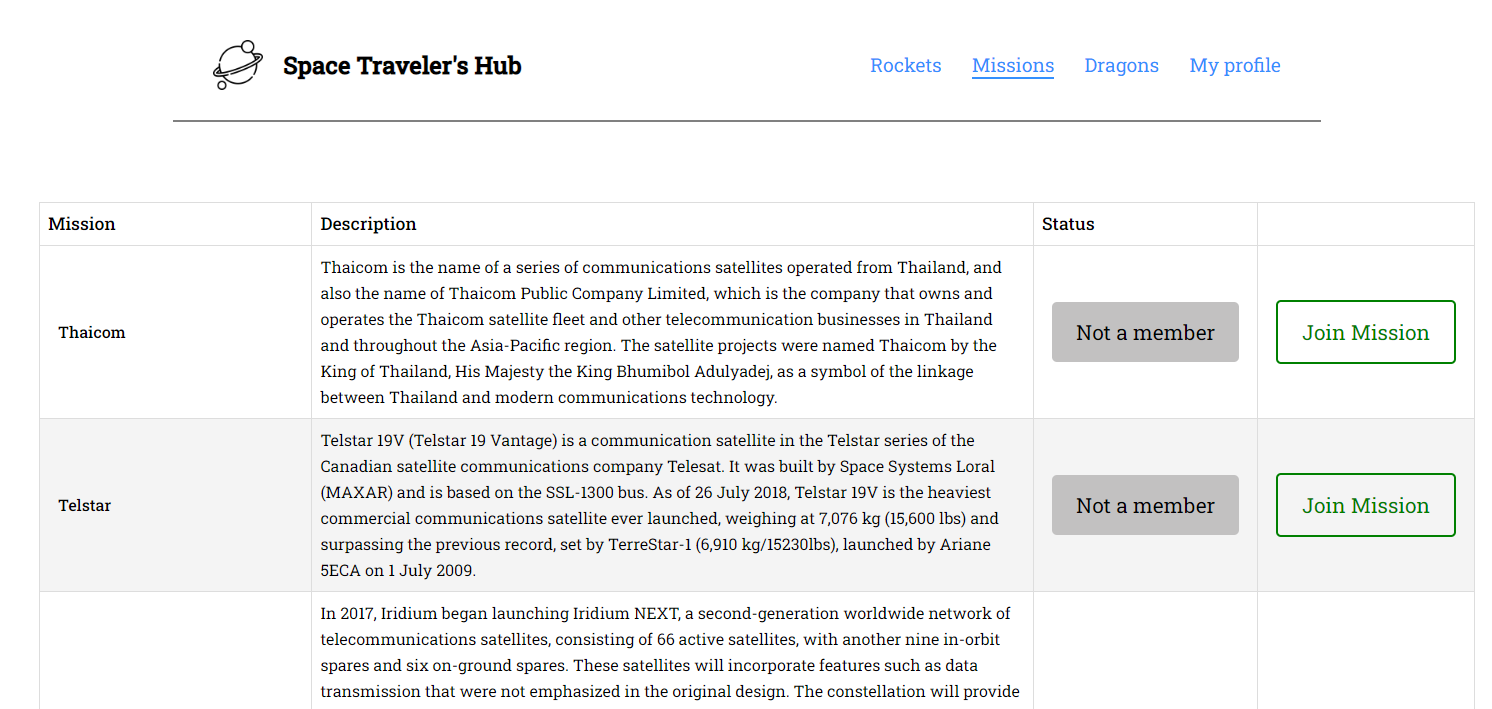 Space Traveler's Hub
Rockets Missions Dragons My profile
Mission Description Status
Thaicom
Thaicom is the name of a series of communications satellites operated from Thailand, and
also the name of Thaicom Public Company Limited, which is the company that owns and
operates the Thaicom satellite fleet and other telecommunication businesses in Thailand
and throughout the Asia-Pacific region. The satellite projects were named Thaicom by the
King of Thailand, His Majesty the King Bhumibol Adulyadej, as a symbol of the linkage
between Thailand and modern communications technology.
Not a member
Join Mission
Telstar
Telstar 19V (Telstar 19 Vantage) is a communication satellite in the Telstar series of the
Canadian satellite communications company Telesat. It was built by Space Systems Loral
(MAXAR) and is based on the SSL-1300 bus. As of 26 July 2018, Telstar 19V is the heaviest
commercial communications satellite ever launched, weighing at 7,076 kg (15,600 lbs) and
surpassing the previous record, set by TerreStar-1 (6,910 kg/15230lbs), launched by Ariane
5ECA on 1 July 2009.
Not a member
Join Mission
In 2017, Iridium began launching Iridium NEXT, a second-generation worldwide network of
telecommunications satellites, consisting of 66 active satellites, with another nine in-orbit
spares and six on-ground spares. These satellites will incorporate features such as data
transmission that were not emphasized in the original design. The constellation will provide